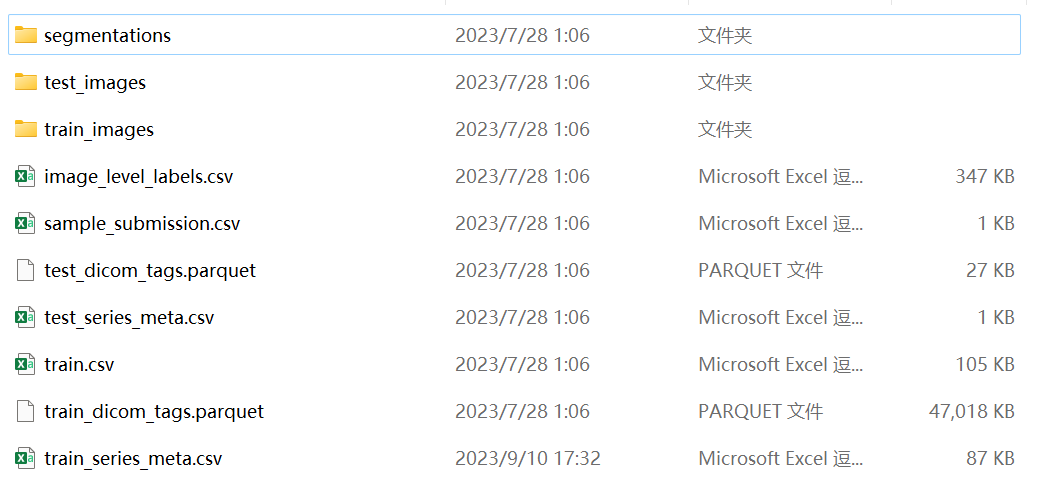 segmentations 2023/7/28 1:06 文件夹
test_images 2023/7/28 1:06 文件夹
train_images 2023/7/28 1:06 文件夹
image_level_labels.csv 2023/7/28 1:06 Microsoft Excel 逗... 347 KB
sample_submission.csv 2023/7/28 1:06 Microsoft Excel 逗... 1 KB
test_dicom_tags.parquet 2023/7/28 1:06 PARQUET 文件 27 KB
test_series_meta.csv 2023/7/28 1:06 Microsoft Excel 逗... 1 KB
train.csv 2023/7/28 1:06 Microsoft Excel 逗... 105 KB
train_dicom_tags.parquet 2023/7/28 1:06 PARQUET 文件 47,018 KB
train_series_meta.csv 2023/9/10 17:32 Microsoft Excel 逗... 87 KB